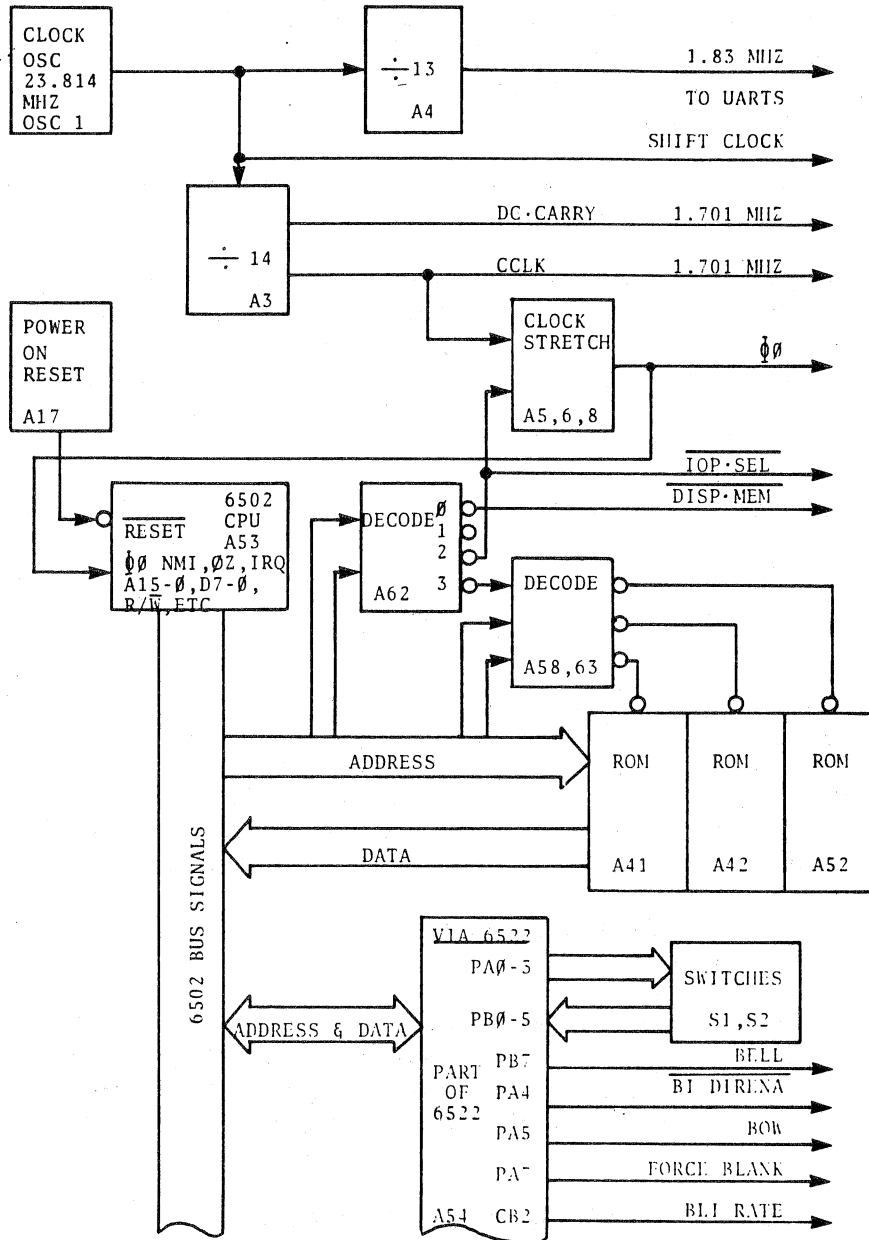 CLOCK
OSC
23.814
MHZ
OSC 1
÷ 13
A4
1.83 MHZ
TO UARTS
SHIFT CLOCK
÷ 14
A3
DC·CARRY 1.701 MHZ
CCLK 1.701 MHZ
POWER
ON
RESET
A17
CLOCK
STRETCH
A5,6,8
ϕ0
IOP·SEL
DISP·MEM
6502
CPU
A53
RESET
ϕ0 NMI,ØZ,IRQ
A15-Ø,D7-Ø,
R/W,ETC
DECODE
Ø
1
2
3
A62
DECODE
A58,63
ADDRESS
ROM
A41
ROM
A42
ROM
A52
DATA
6502 BUS SIGNALS
VIA 6522
PAØ-3
PBØ-5
SWITCHES
S1,S2
ADDRESS & DATA
PART
OF
6522
PB7
BELL
PA4
BI DIRENA
PA5
BOW
PA7
FORCE BLANK
A54
CB2
BLI RATE